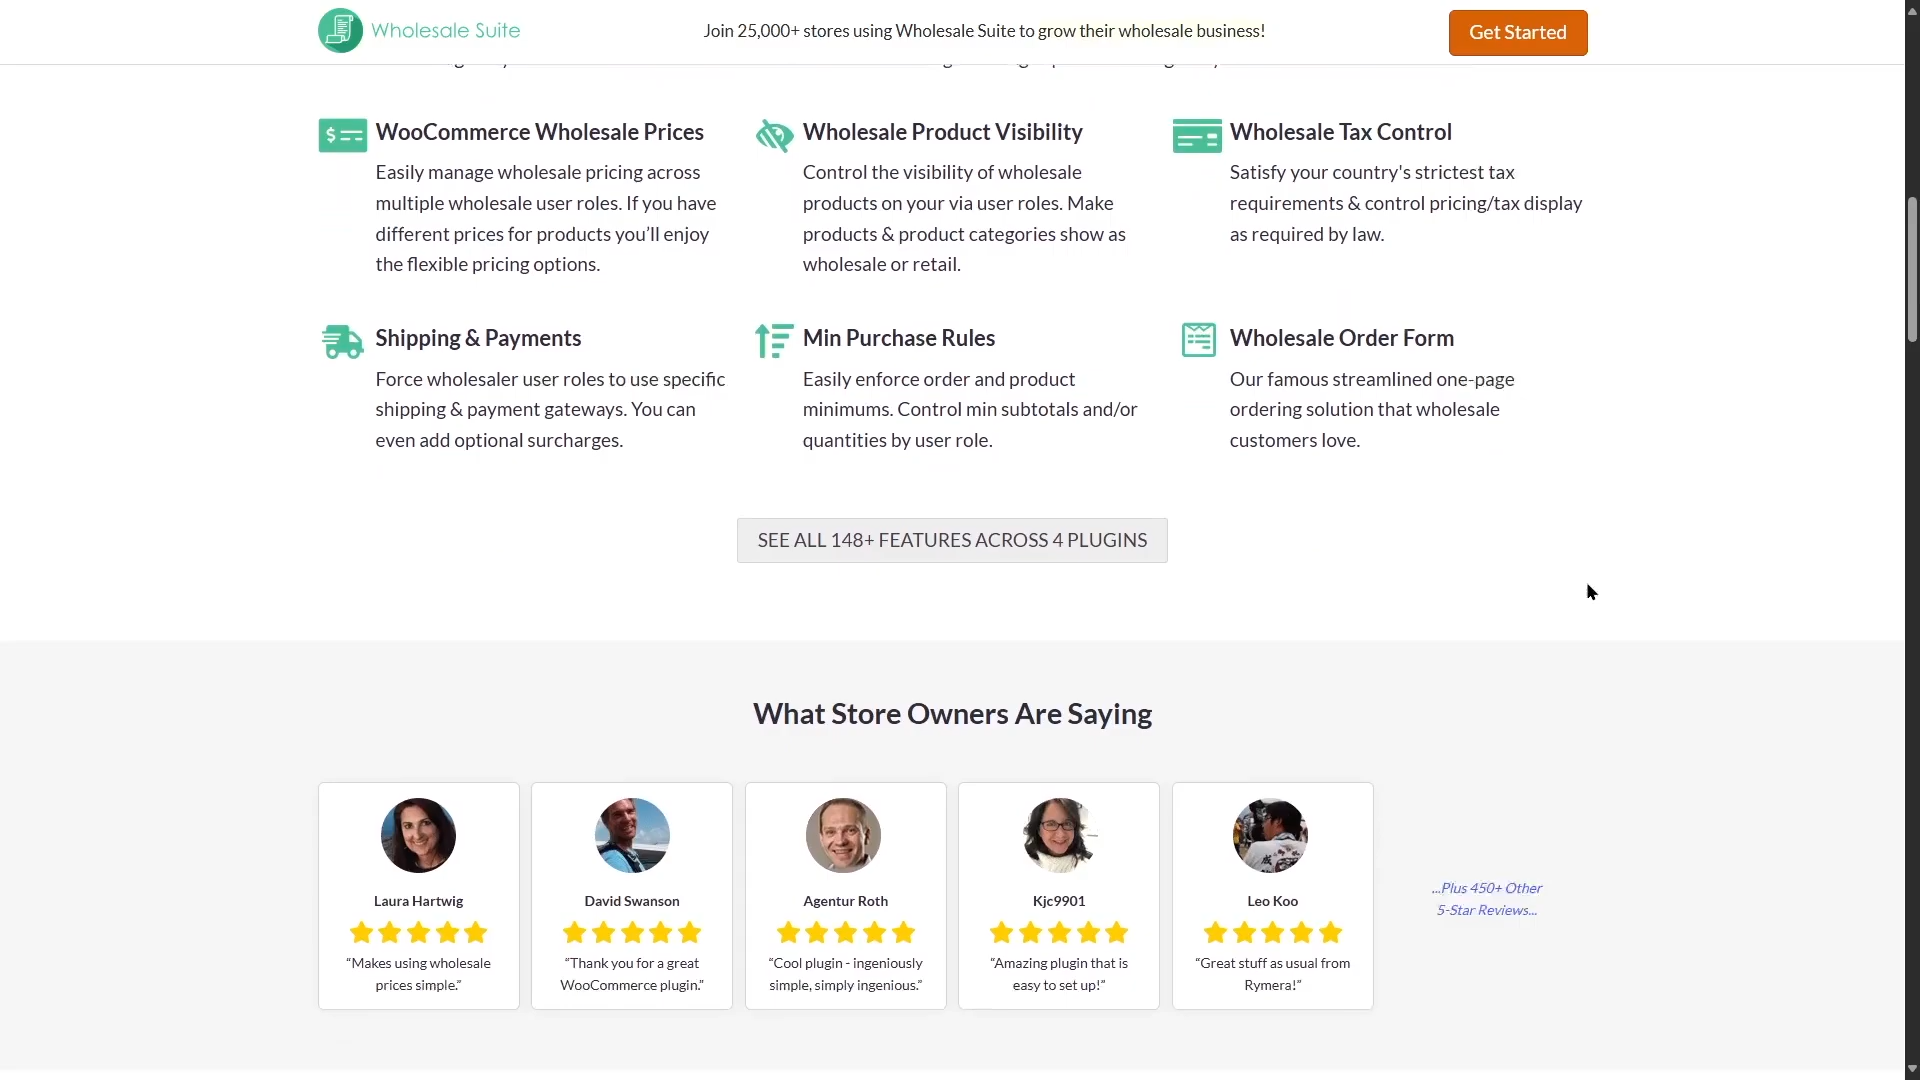 Wholesale Suite
Join 25,000+ stores using Wholesale Suite to grow their wholesale business!
Get Started
WooCommerce Wholesale Prices
Easily manage wholesale pricing across
multiple wholesale user roles. If you have
different prices for products you’ll enjoy
the flexible pricing options.
Wholesale Product Visibility
Control the visibility of wholesale
products on your via user roles. Make
products & product categories show as
wholesale or retail.
Wholesale Tax Control
Satisfy your country's strictest tax
requirements & control pricing/tax display
as required by law.
Shipping & Payments
Force wholesaler user roles to use specific
shipping & payment gateways. You can
even add optional surcharges.
Min Purchase Rules
Easily enforce order and product
minimums. Control min subtotals and/or
quantities by user role.
Wholesale Order Form
Our famous streamlined one-page
ordering solution that wholesale
customers love.
SEE ALL 148+ FEATURES ACROSS 4 PLUGINS
What Store Owners Are Saying
Laura Hartwig
“Makes using wholesale
prices simple.”
David Swanson
“Thank you for a great
WooCommerce plugin.”
Agentur Roth
“Cool plugin - ingeniously
simple, simply ingenious.”
Kjc9901
“Amazing plugin that is
easy to set up!”
Leo Koo
“Great stuff as usual from
Rymera!”
...Plus 450+ Other
5-Star Reviews...